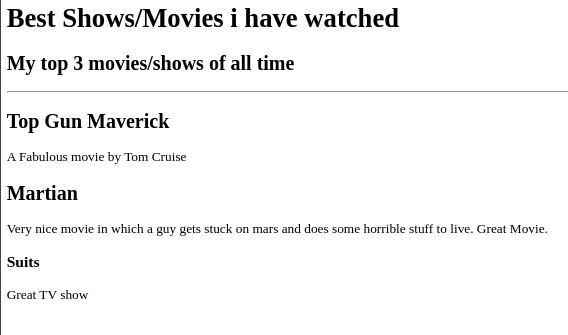 Best Shows/Movies i have watched
My top 3 movies/shows of all time
Top Gun Maverick
A Fabulous movie by Tom Cruise
Martian
Very nice movie in which a guy gets stuck on mars and does some horrible stuff to live. Great Movie.
Suits
Great TV show